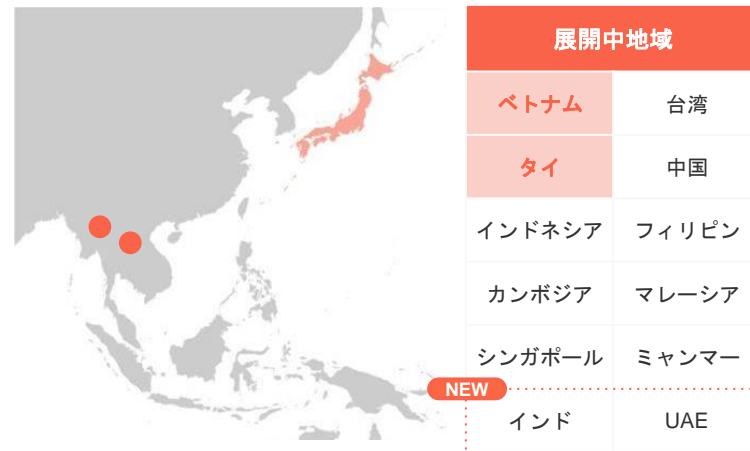 展開中地域
ベトナム 台湾
タイ 中国
インドネシア フィリピン
カンボジア マレーシア
シンガポール ミャンマー
NEW
インド UAE